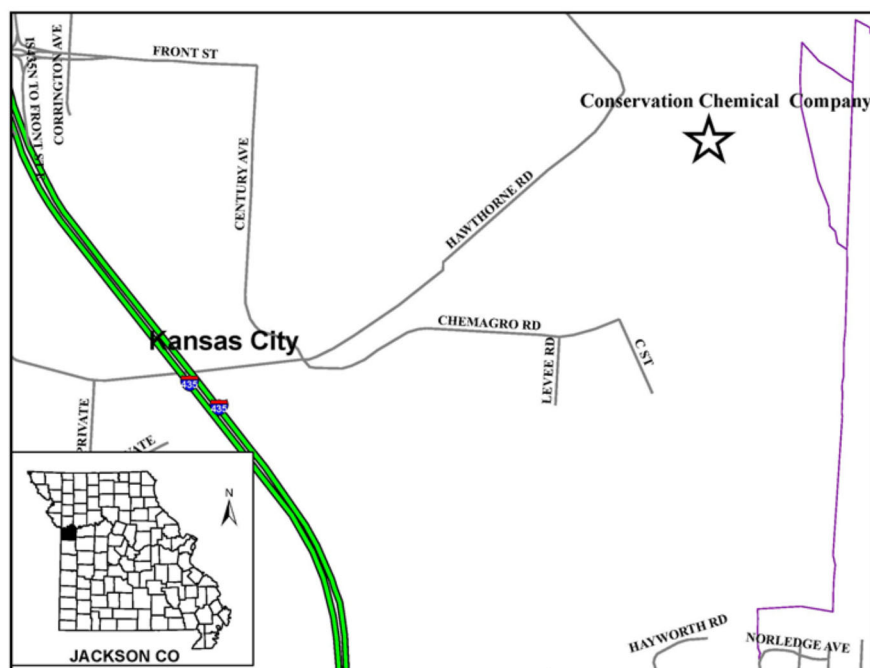 FRONT ST
CORRINGTON AVE
IS435N TO FRONT ST
Conservation Chemical Company
CENTURY AVE
HAWTHORNE RD
CHEMAGRO RD
Kansas City
LEVEE RD
C ST
435
435
PRIVATE
N
JACKSON CO
HAYWORTH RD
NORLEDGE AVE